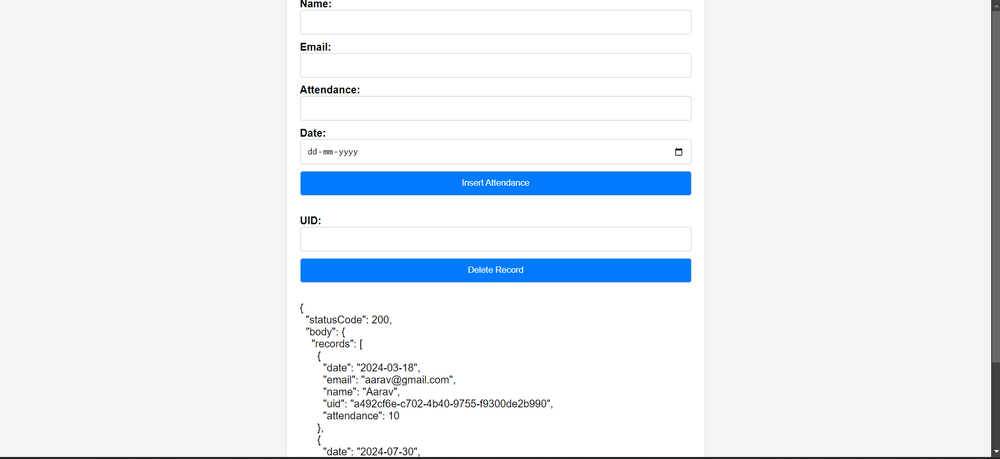 Name:
Email:
Attendance:
Date:
dd-mm-yyyy
Insert Attendance
UID:
Delete Record
{
"statusCode": 200,
"body": {
"records": [
{
"date": "2024-03-18",
"email": "aarav@gmail.com",
"name": "Aarav",
"uid": "a492cf6e-c702-4b40-9755-f9300de2b990",
"attendance": 10
},
{
"date": "2024-07-30",